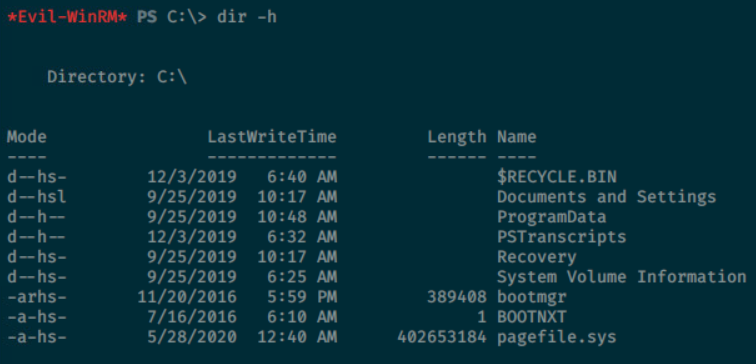 *Evil-WinRM* PS C:\> dir -h
Directory: C:\
Mode LastWriteTime Length Name
---- ------------- ------ ----
d--hs- 12/3/2019 6:40 AM $RECYCLE.BIN
d--hsl 9/25/2019 10:17 AM Documents and Settings
d--h-- 9/25/2019 10:48 AM ProgramData
d--h-- 12/3/2019 6:32 AM PSTranscripts
d--hs- 9/25/2019 10:17 AM Recovery
d--hs- 9/25/2019 6:25 AM System Volume Information
-arhs- 11/20/2016 5:59 PM 389408 bootmgr
-a-hs- 7/16/2016 6:10 AM 1 BOOTNXT
-a-hs- 5/28/2020 12:40 AM 402653184 pagefile.sys